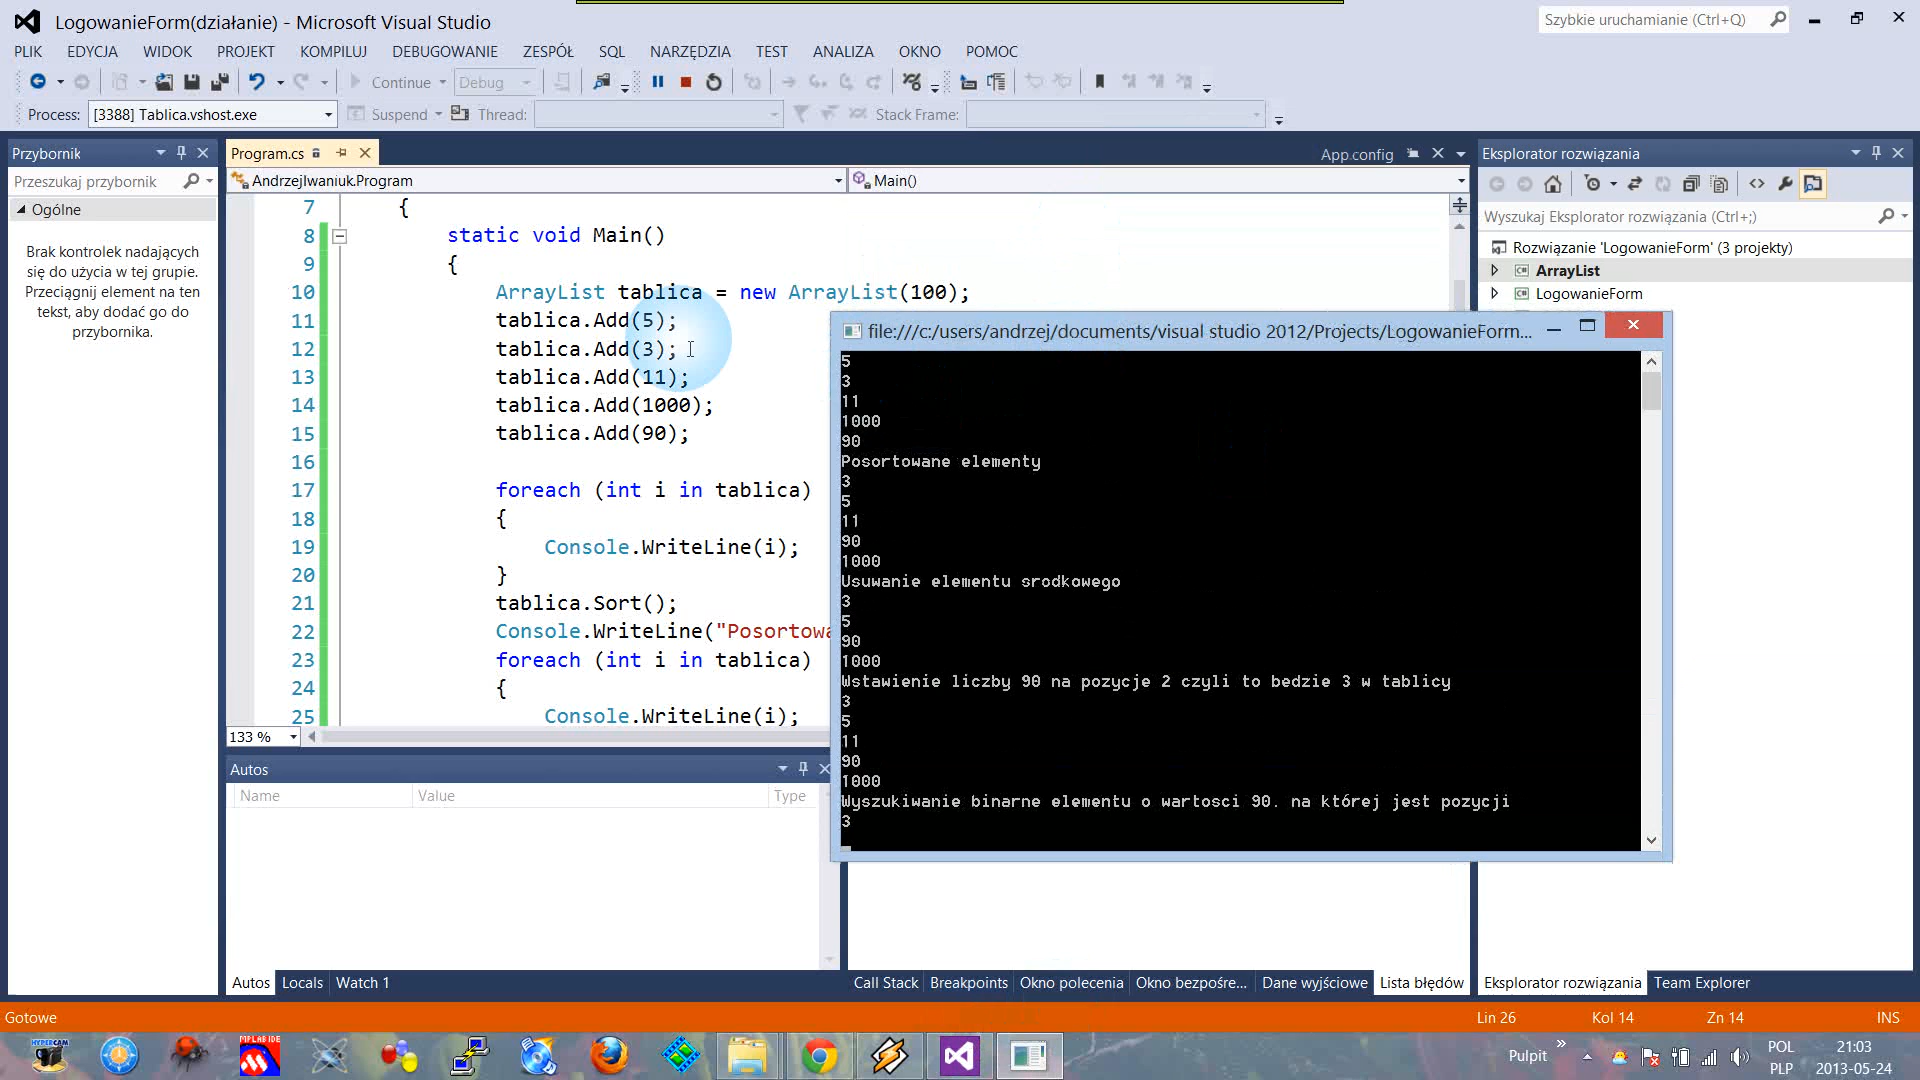 LogowanieForm(działanie) - Microsoft Visual Studio
Szybkie uruchamianie (Ctrl+Q)
PLIK EDYCJA WIDOK PROJEKT KOMPILUJ DEBUGOWANIE ZESPÓŁ SQL NARZĘDZIA TEST ANALIZA OKNO POMOC
Continue Debug
Process: [3388] Tablica.vshost.exe Suspend Thread: Stack Frame:
Przybornik
Przeszukaj przybornik
Ogólne
Brak kontrolek nadających
się do użycia w tej grupie.
Przeciągnij element na ten
tekst, aby dodać go do
przybornika.
Program.cs
App.config
AndrzejIwaniuk.Program
Main()
7 {
8 static void Main()
9 {
10 ArrayList tablica = new ArrayList(100);
11 tablica.Add(5);
12 tablica.Add(3);
13 tablica.Add(11);
14 tablica.Add(1000);
15 tablica.Add(90);
16
17 foreach (int i in tablica)
18 {
19 Console.WriteLine(i);
20 }
21 tablica.Sort();
22 Console.WriteLine("Posortowa
23 foreach (int i in tablica)
24 {
25 Console.WriteLine(i);
133 %
file:///c:/users/andrzej/documents/visual studio 2012/Projects/LogowanieForm...
5
3
11
1000
90
Posortowane elementy
3
5
11
90
1000
Usuwanie elementu srodkowego
3
5
90
1000
Wstawienie liczby 90 na pozycje 2 czyli to bedzie 3 w tablicy
3
5
11
90
1000
Wyszukiwanie binarne elementu o wartosci 90. na której jest pozycji
3
Eksplorator rozwiązania
Wyszukaj Eksplorator rozwiązania (Ctrl+;)
Rozwiązanie 'LogowanieForm' (3 projekty)
ArrayList
LogowanieForm
Autos
Name Value Type
Autos Locals Watch 1
Call Stack Breakpoints Okno polecenia Okno bezpośre... Dane wyjściowe Lista błędów
Eksplorator rozwiązania Team Explorer
Gotowe
Lin 26 Kol 14 Zn 14 INS
HYPERCAM
MPLAB IDE
Pulpit »
POL
PLP
21:03
2013-05-24